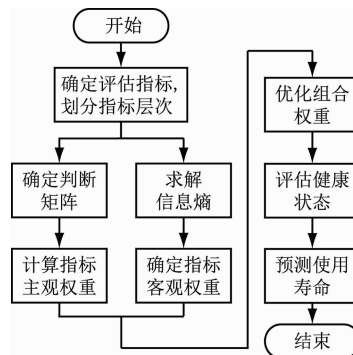 开始
确定评估指标,
划分指标层次
确定判断
矩阵
求解
信息熵
计算指标
主观权重
确定指标
客观权重
优化组合
权重
评估健康
状态
预测使用
寿命
结束